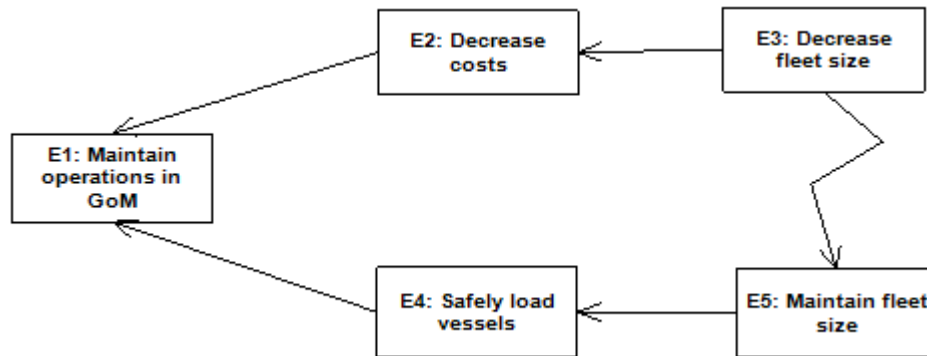 E2: Decrease
costs
E3: Decrease
fleet size
E1: Maintain
operations in
GoM
E4: Safely load
vessels
E5: Maintain fleet
size